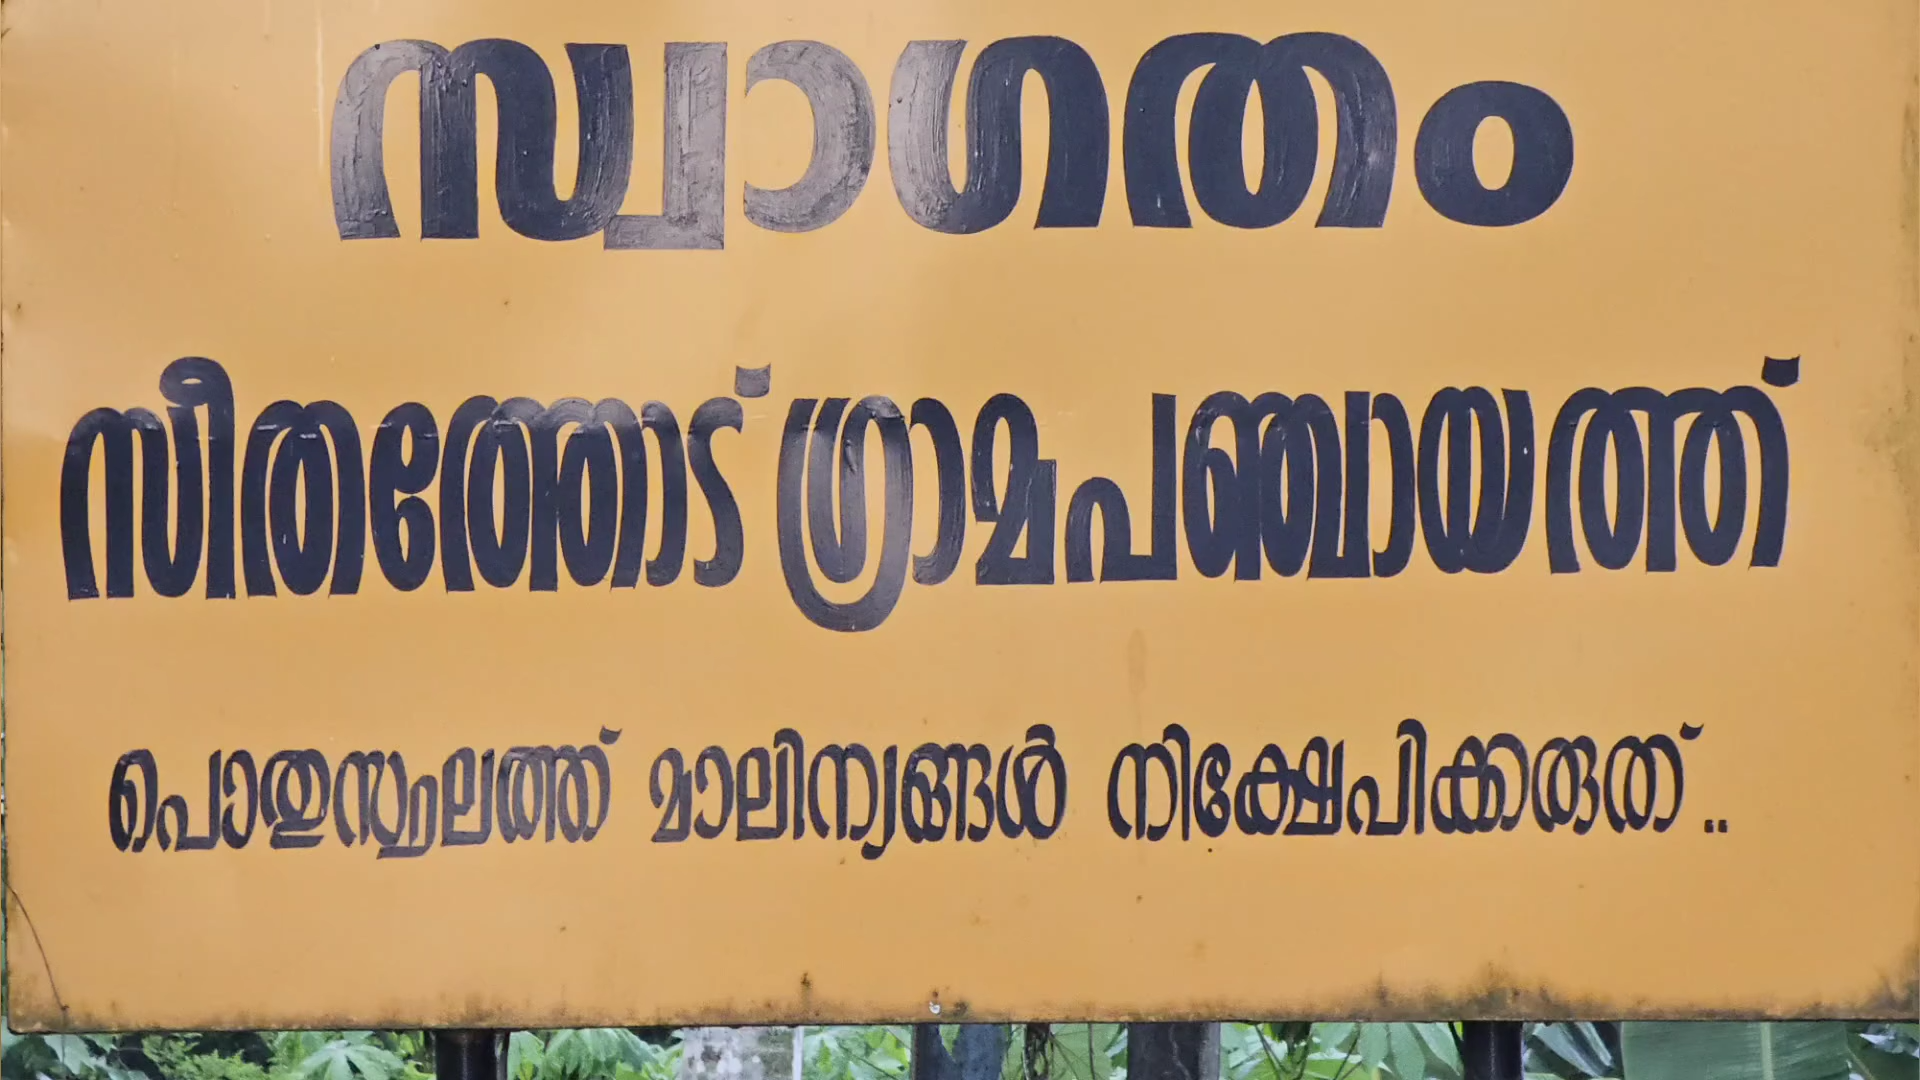 സ്വാഗതം
സീതത്തോട് ഗ്രാമപഞ്ചായത്ത്
പൊതുസ്ഥലത്ത് മാലിന്യങ്ങൾ നിക്ഷേപിക്കരുത്..